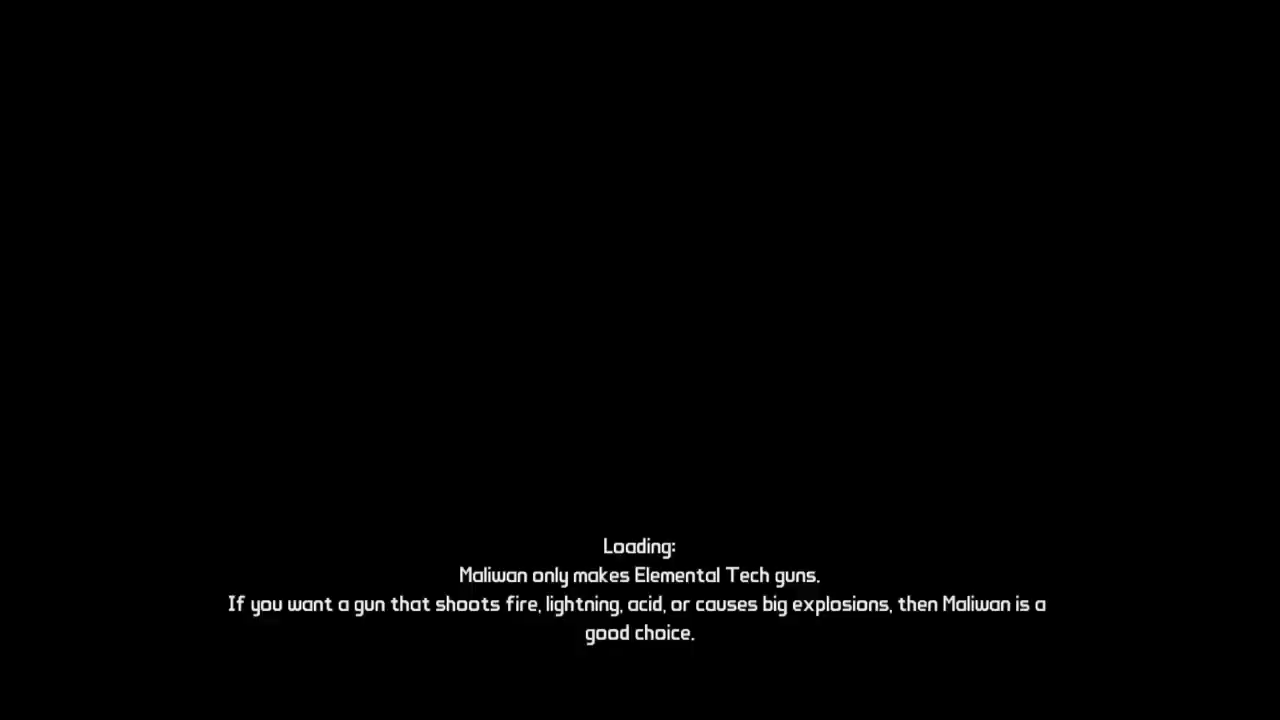 Loading:
Maliwan only makes Elemental Tech guns.
If you want a gun that shoots fire, lightning, acid, or causes big explosions, then Maliwan is a
good choice.